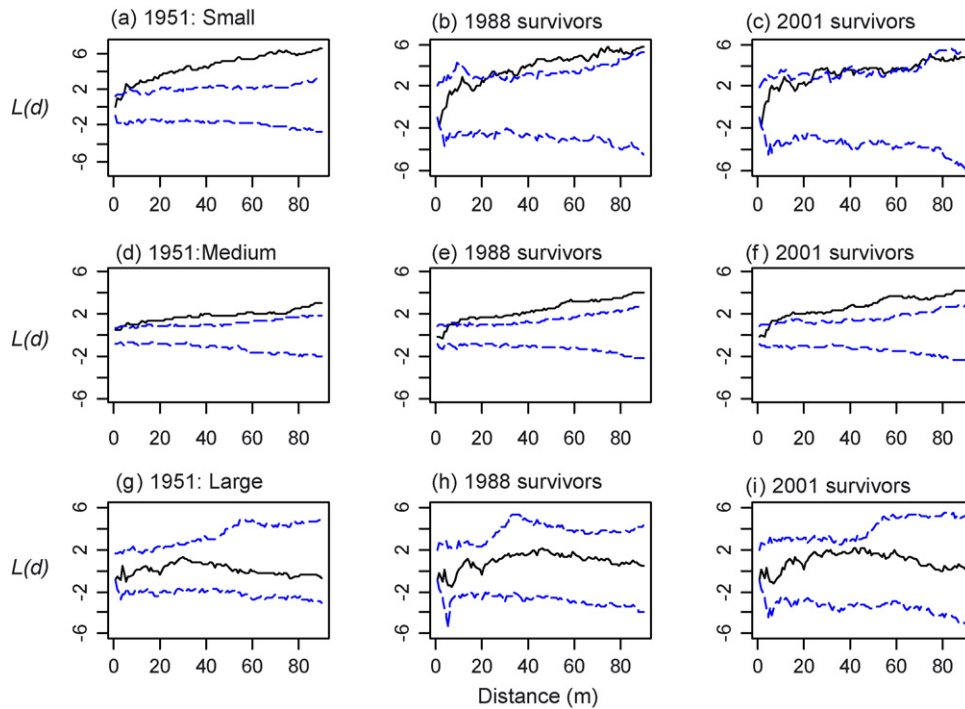 (a) 1951: Small
(b) 1988 survivors
(c) 2001 survivors
L(d)
6
2
-2
-6
0 20 40 60 80
6
2
-2
-6
0 20 40 60 80
6
2
-2
-6
0 20 40 60 80
(d) 1951:Medium
(e) 1988 survivors
(f) 2001 survivors
L(d)
6
2
-2
-6
0 20 40 60 80
6
2
-2
-6
0 20 40 60 80
6
2
-2
-6
0 20 40 60 80
(g) 1951: Large
(h) 1988 survivors
(i) 2001 survivors
L(d)
6
2
-2
-6
0 20 40 60 80
6
2
-2
-6
0 20 40 60 80
6
2
-2
-6
0 20 40 60 80
Distance (m)